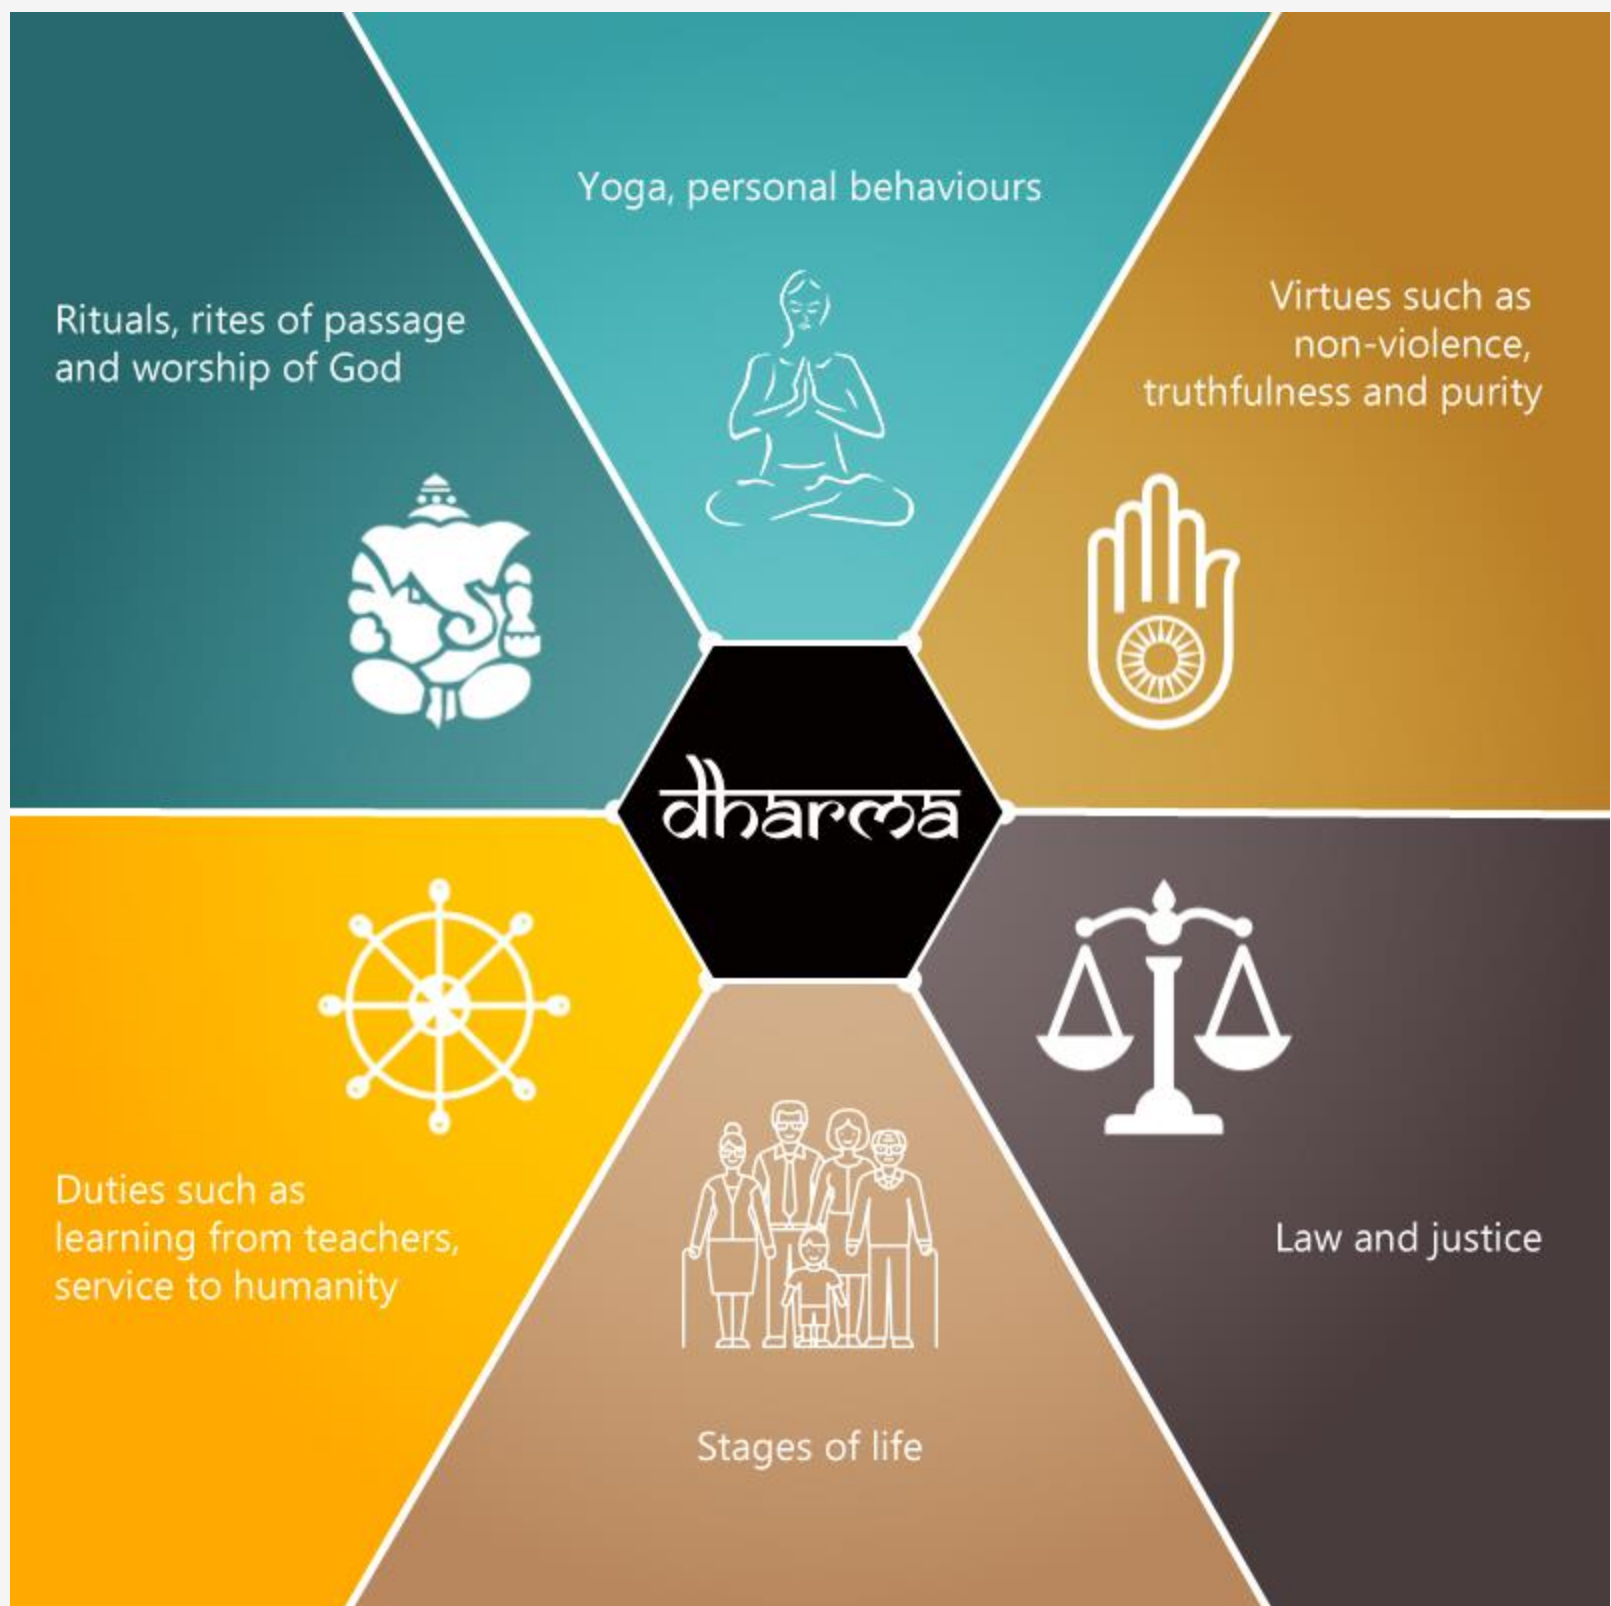 Yoga, personal behaviours
Rituals, rites of passage
and worship of God
Virtues such as
non-violence,
truthfulness and purity
dharma
Duties such as
learning from teachers,
service to humanity
Law and justice
Stages of life